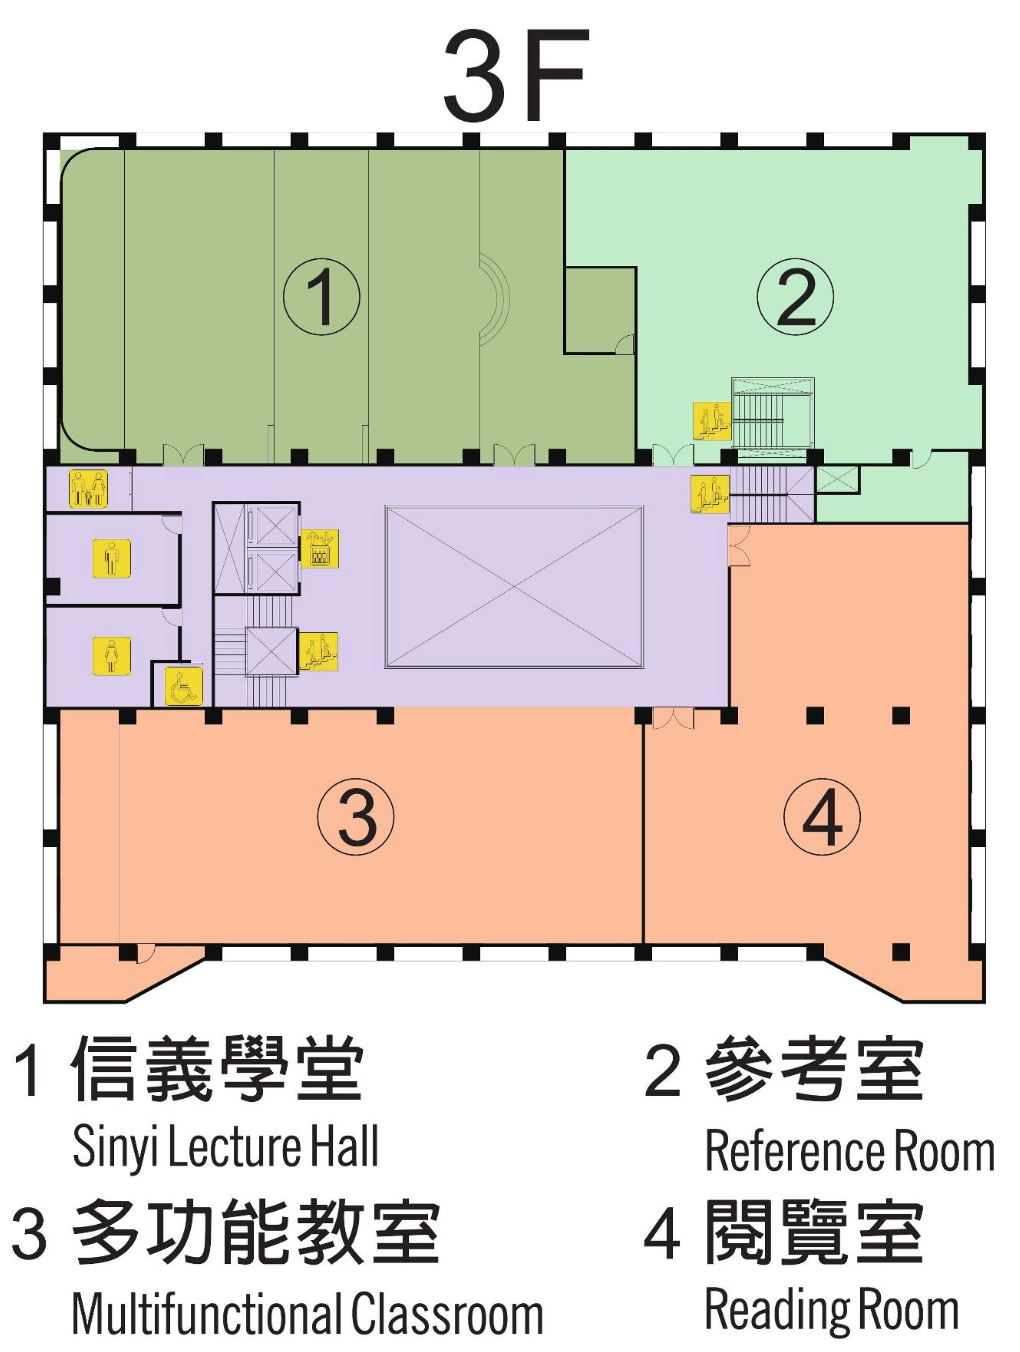 3F
1
2
3
4
1 信義學堂
Sinyi Lecture Hall
2 參考室
Reference Room
3 多功能教室
Multifunctional Classroom
4 閱覽室
Reading Room